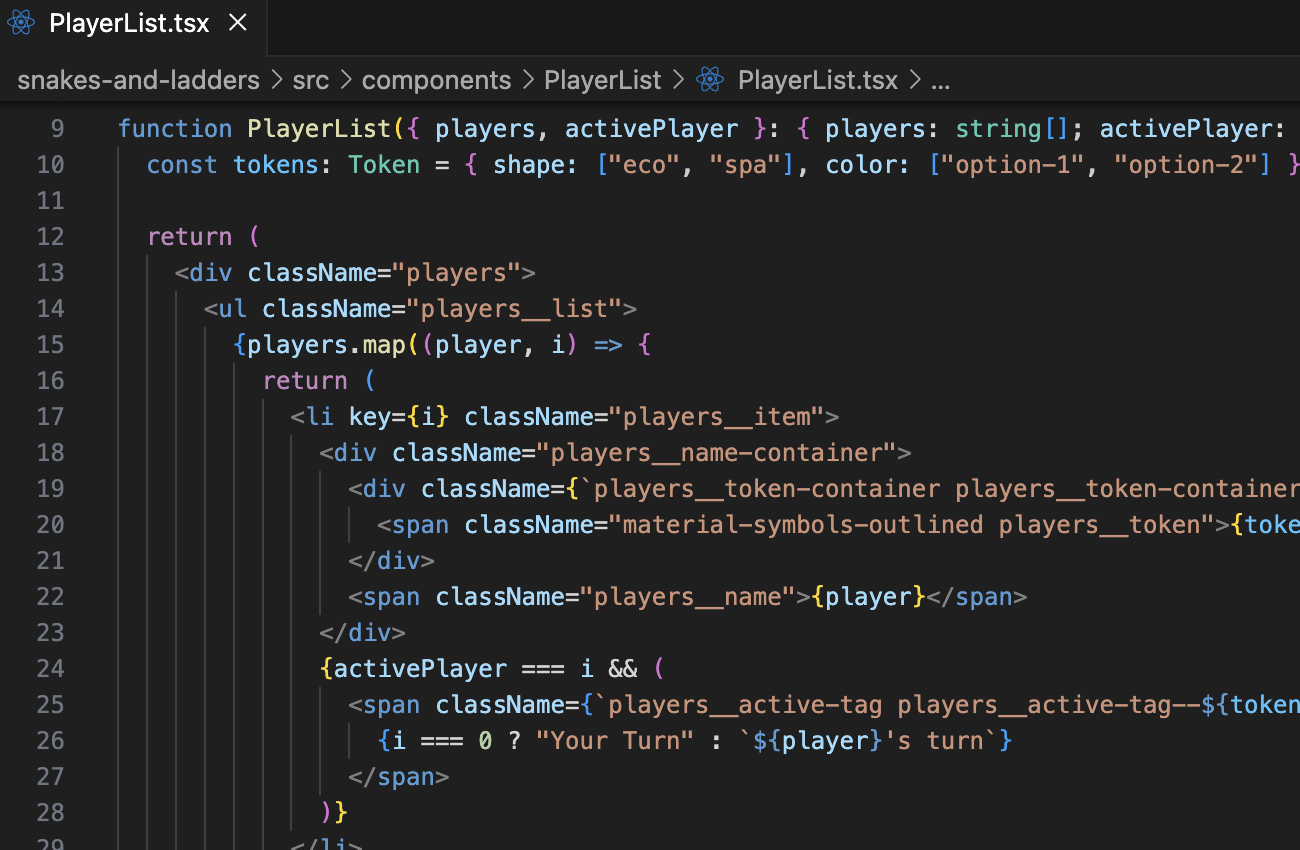 PlayerList.tsx ×
snakes-and-ladders > src > components > PlayerList > PlayerList.tsx > ...
9 function PlayerList({ players, activePlayer }: { players: string[]; activePlayer:
10 const tokens: Token = { shape: ["eco", "spa"], color: ["option-1", "option-2"] }
11
12 return (
13 <div className="players">
14 <ul className="players__list">
15 {players.map((player, i) => {
16 return (
17 <li key={i} className="players__item">
18 <div className="players__name-container">
19 <div className={`players__token-container players__token-container
20 <span className="material-symbols-outlined players__token">{toke
21 </div>
22 <span className="players__name">{player}</span>
23 </div>
24 {activePlayer === i && (
25 <span className={`players__active-tag players__active-tag--${token
26 {i === 0 ? "Your Turn" : `${player}'s turn`}
27 </span>
28 )}
29 </li>